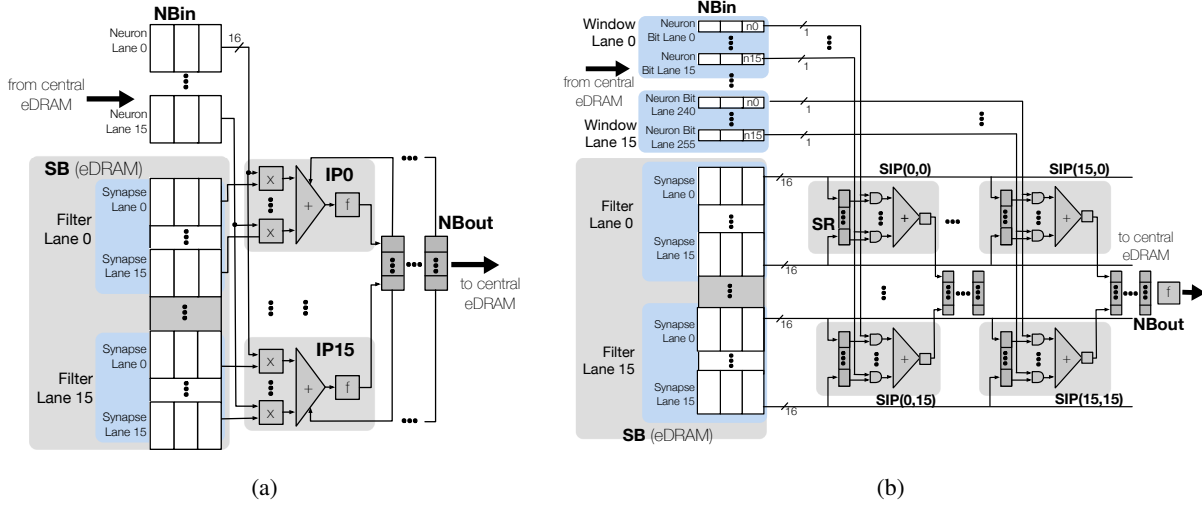 NBin
Neuron
Lane 0
16
from central
eDRAM
Neuron
Lane 15
SB (eDRAM)
Synapse
Lane 0
Filter
Lane 0
Synapse
Lane 15
Synapse
Lane 0
Filter
Lane 15
Synapse
Lane 15
IP0
x
x
+
f
NBout
to central
eDRAM
IP15
x
x
+
f
(a)
NBin
Window
Lane 0
Neuron
Bit Lane 0
n0
1
Neuron
Bit Lane 15
n15
1
from central
eDRAM
Neuron Bit
Lane 240
n0
1
Window
Lane 15
Neuron Bit
Lane 255
n15
1
Synapse
Lane 0
16
Filter
Lane 0
Synapse
Lane 15
16
Synapse
Lane 0
16
Filter
Lane 15
Synapse
Lane 15
16
SB (eDRAM)
SIP(0,0)
SR
+
SIP(15,0)
+
to central
eDRAM
f
NBout
+
SIP(0,15)
+
SIP(15,15)
(b)